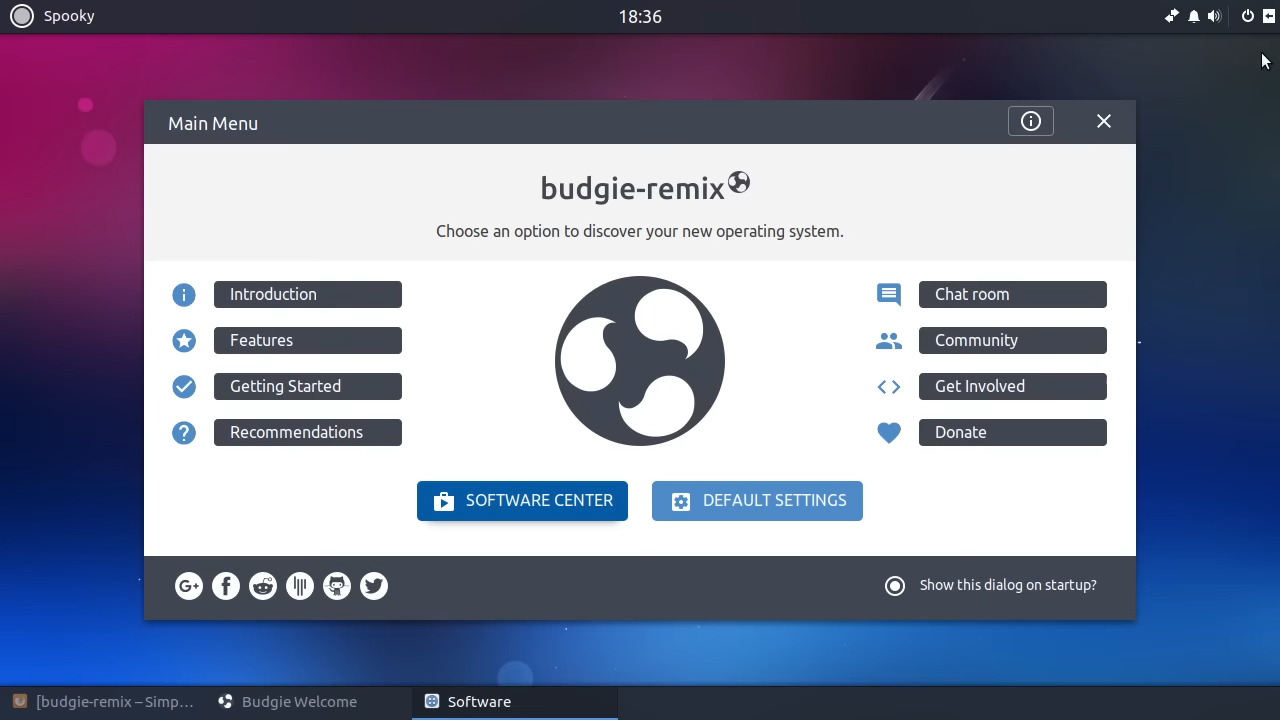 Spooky
18:36
Main Menu
budgie-remix
Choose an option to discover your new operating system.
Introduction
Features
Getting Started
Recommendations
Chat room
Community
Get Involved
Donate
SOFTWARE CENTER
DEFAULT SETTINGS
G+
Show this dialog on startup?
[budgie-remix – Simp...
Budgie Welcome
Software